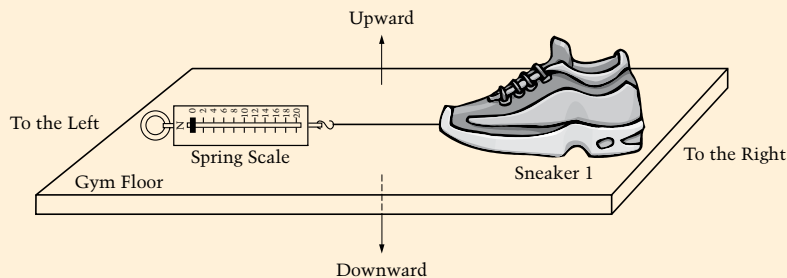 Upward
To the Left
N
0 2 4 6 8 10 12 14 16 18 20
Spring Scale
To the Right
Sneaker 1
Gym Floor
Downward